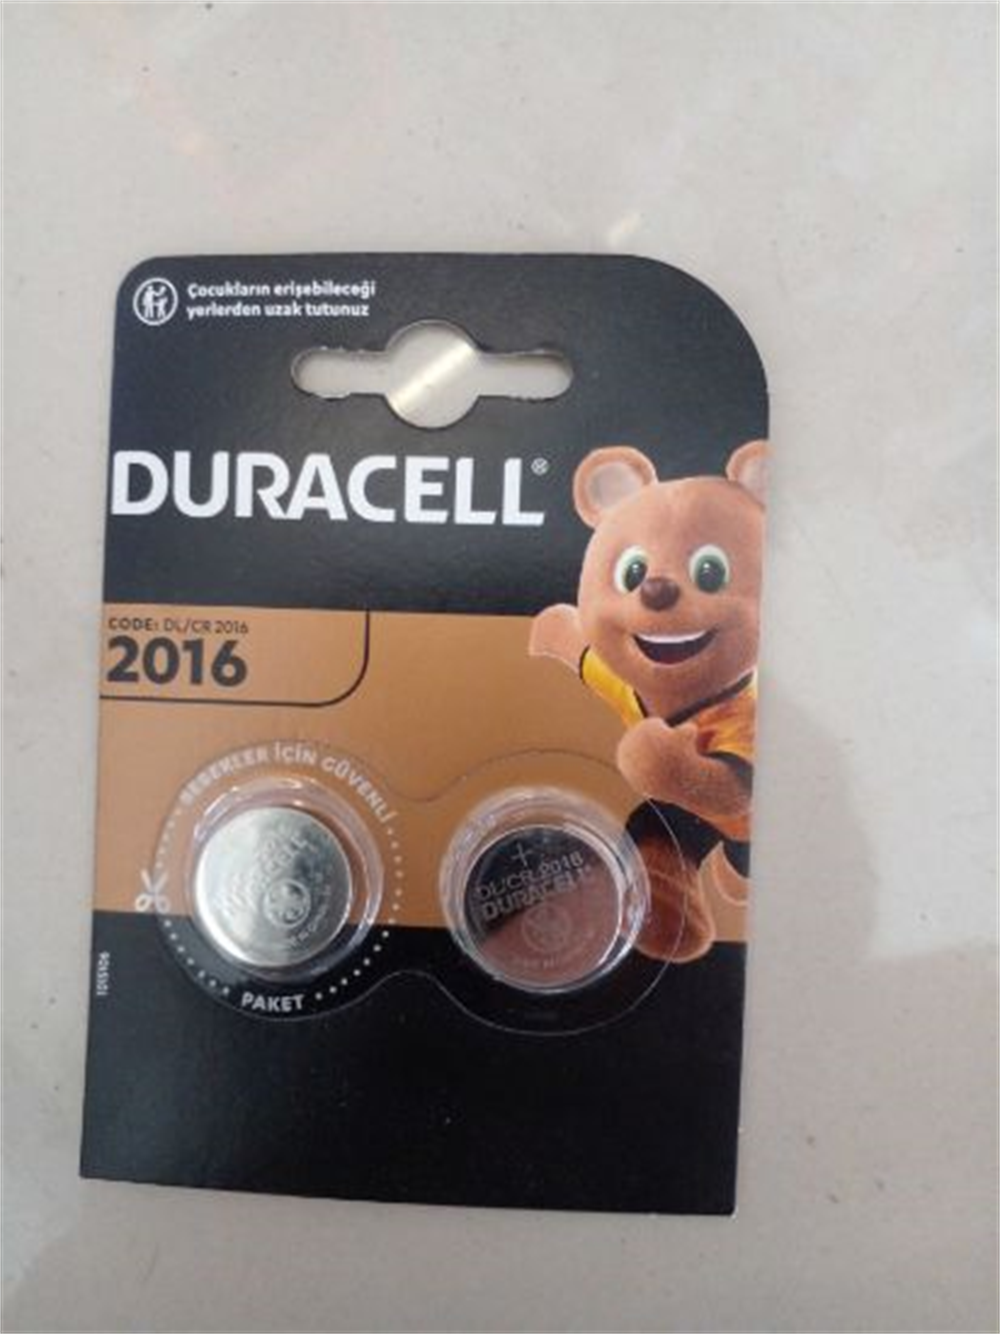 Çocukların erişebileceği
yerlerden uzak tutunuz
DURACELL®
CODE: DL/CR 2016
2016
BEBEKLER İÇİN GÜVENLİ
PAKET
+
DL/CR 2016
DURACELL
1015106